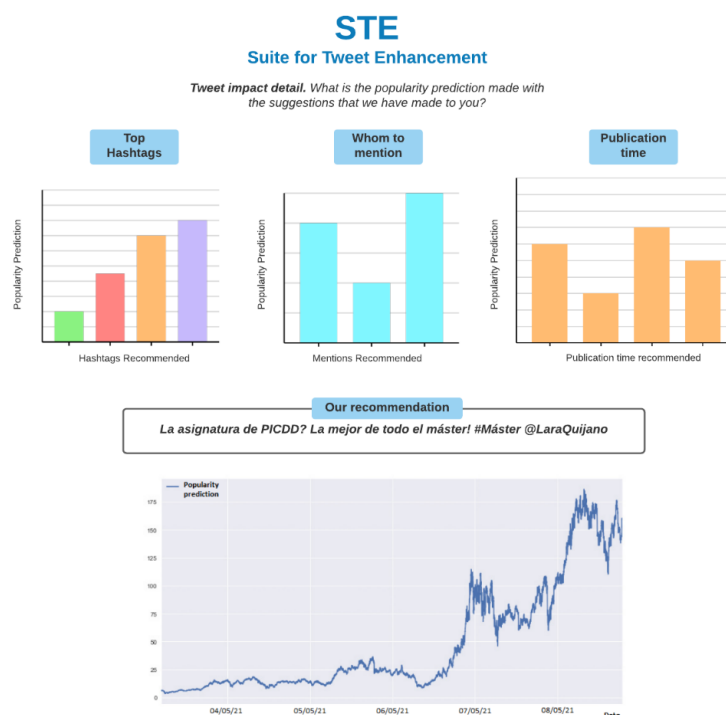 STE
Suite for Tweet Enhancement
Tweet impact detail. What is the popularity prediction made with
the suggestions that we have made to you?
Top
Hashtags
Whom to
mention
Publication
time
Popularity Prediction
Popularity Prediction
Popularity Prediction
Hashtags Recommended
Mentions Recommended
Publication time recommended
Our recommendation
La asignatura de PICDD? La mejor de todo el máster! #Máster @LaraQuijano
Popularity
prediction
175
150
125
100
75
50
25
0
04/05/21
05/05/21
06/05/21
07/05/21
08/05/21